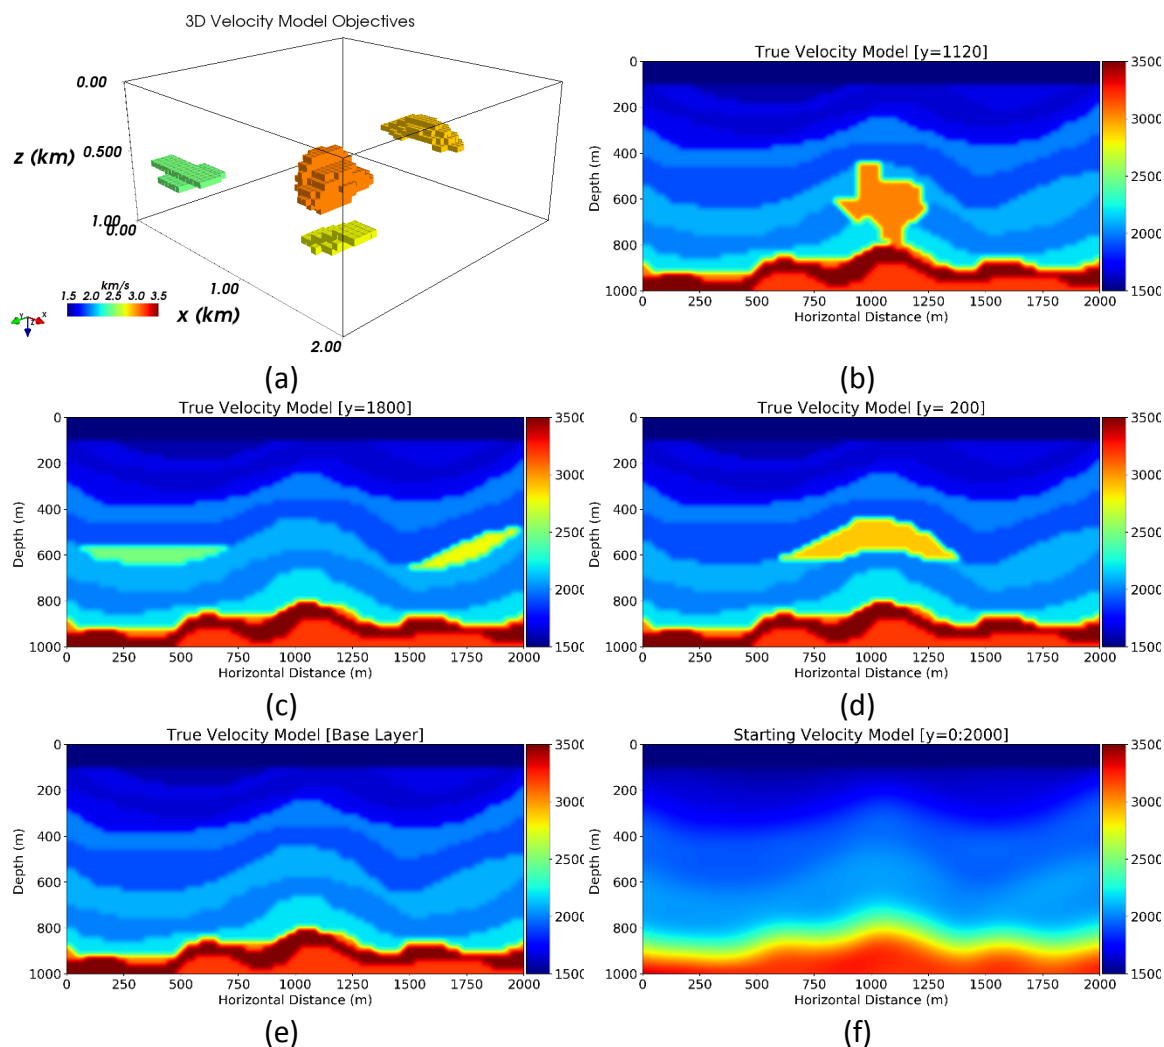 3D Velocity Model Objectives
0.00
z (km)
0.500
1.00
0.00
km/s
1.5 2.0 2.5 3.0 3.5
1.00
x (km)
2.00
Y Z X
(a)
True Velocity Model [y=1120]
0
200
400
600
800
1000
Depth (m)
0 250 500 750 1000 1250 1500 1750 2000
Horizontal Distance (m)
3500
3000
2500
2000
1500
(b)
True Velocity Model [y=1800]
0
200
400
600
800
1000
Depth (m)
0 250 500 750 1000 1250 1500 1750 2000
Horizontal Distance (m)
3500
3000
2500
2000
1500
(c)
True Velocity Model [y= 200]
0
200
400
600
800
1000
Depth (m)
0 250 500 750 1000 1250 1500 1750 2000
Horizontal Distance (m)
3500
3000
2500
2000
1500
(d)
True Velocity Model [Base Layer]
0
200
400
600
800
1000
Depth (m)
0 250 500 750 1000 1250 1500 1750 2000
Horizontal Distance (m)
3500
3000
2500
2000
1500
(e)
Starting Velocity Model [y=0:2000]
0
200
400
600
800
1000
Depth (m)
0 250 500 750 1000 1250 1500 1750 2000
Horizontal Distance (m)
3500
3000
2500
2000
1500
(f)